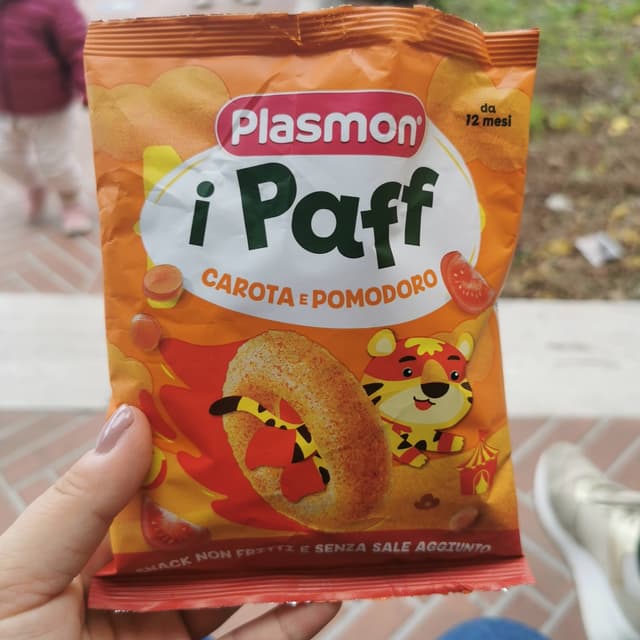 Plasmon®
da
12 mesi
i Paff
CAROTA E POMODORO
SNACK NON FRITTI E SENZA SALE AGGIUNTO